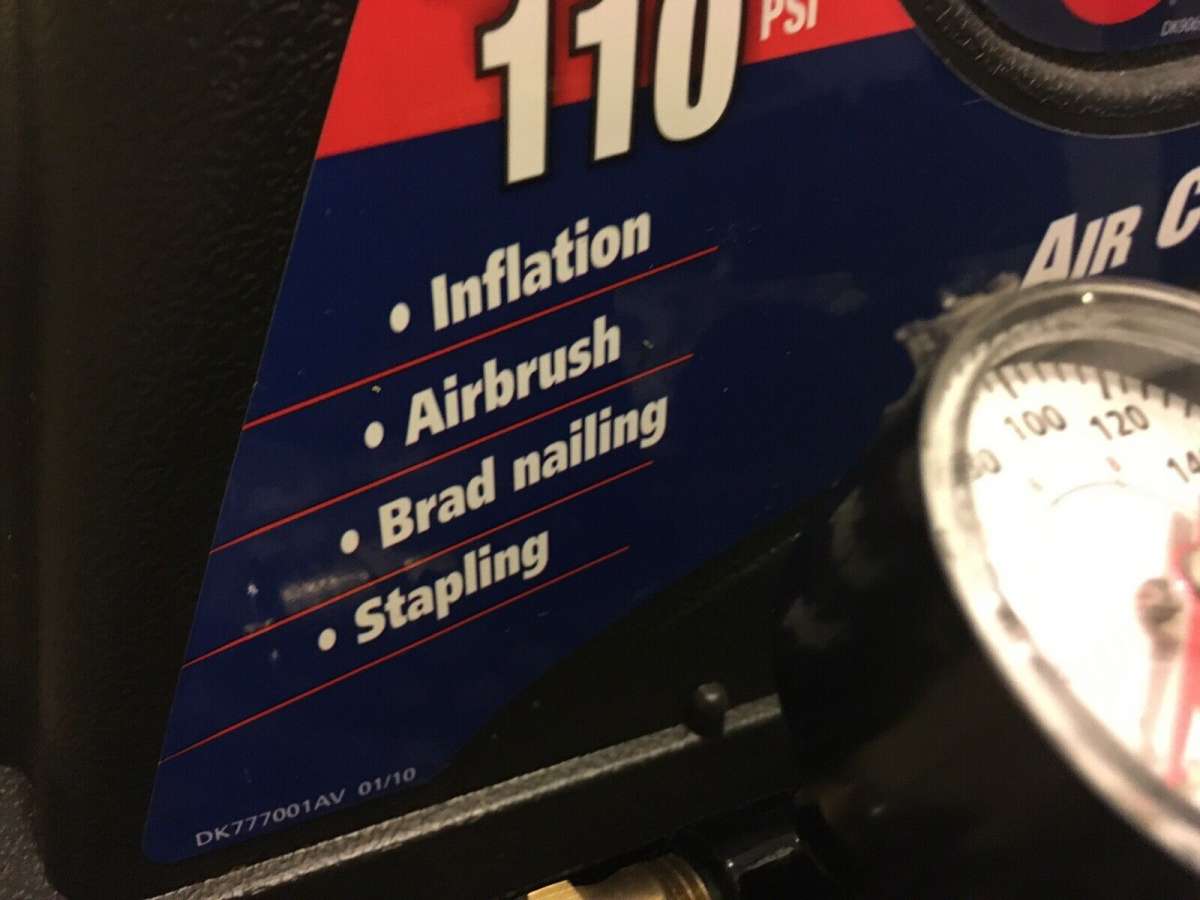 110 PSI
• Inflation
• Airbrush
• Brad nailing
• Stapling
DK777001AV 01/10
AIR C
100
120